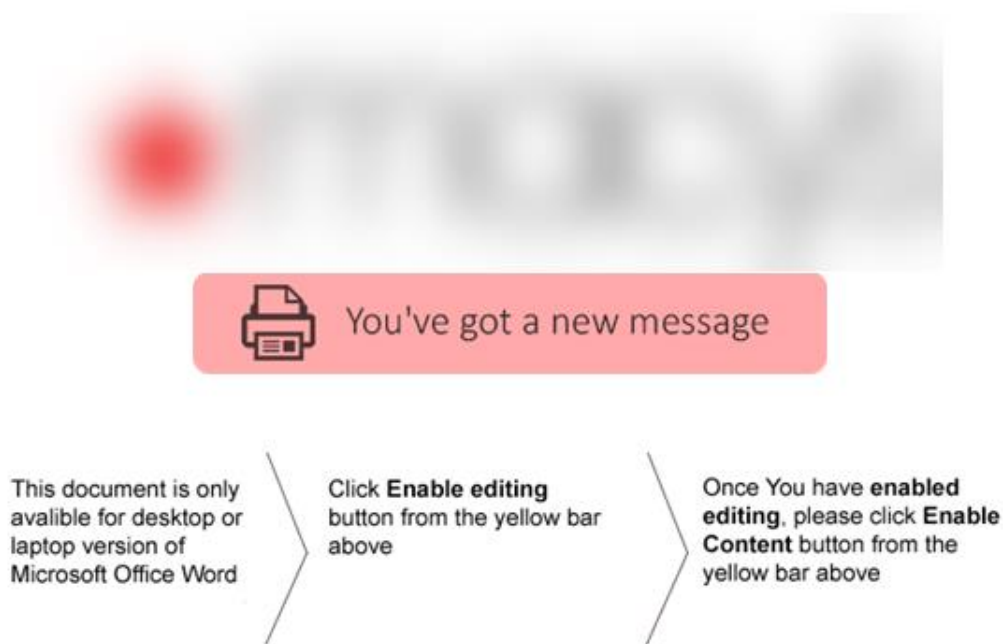 You've got a new message
This document is only
avalible for desktop or
laptop version of
Microsoft Office Word
Click Enable editing
button from the yellow bar
above
Once You have enabled
editing, please click Enable
Content button from the
yellow bar above